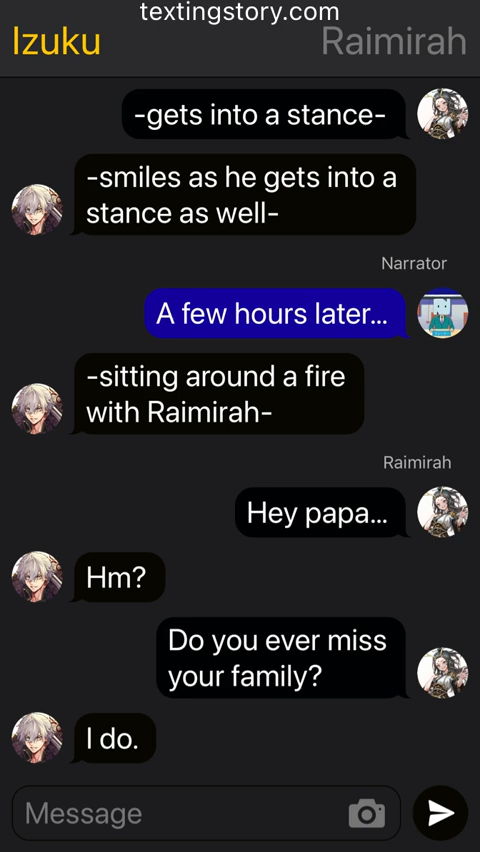 textingstory.com
Izuku
Raimirah
-gets into a stance-
-smiles as he gets into a
stance as well-
Narrator
A few hours later...
-sitting around a fire
with Raimirah-
Raimirah
Hey papa...
Hm?
Do you ever miss
your family?
I do.
Message